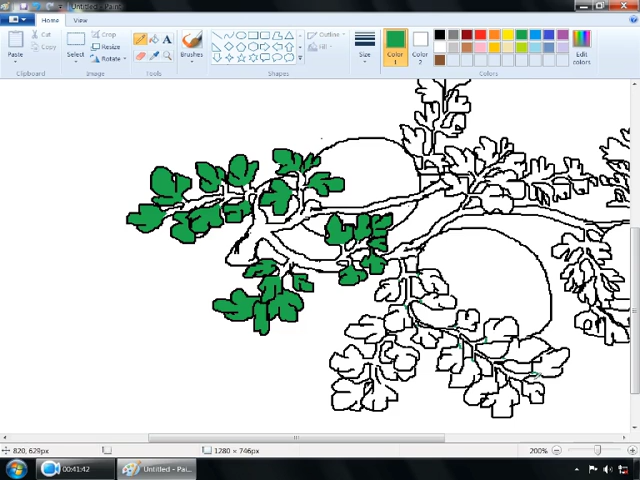 Untitled - Paint
Home View
Paste
Cut
Copy
Clipboard
Select
Crop
Resize
Rotate
Image
Tools
Brushes
Outline
Fill
Shapes
Size
Color
1
Color
2
Edit
colors
Colors
820, 629px
1280 × 746px
200%
00:41:42
Untitled - Pai...